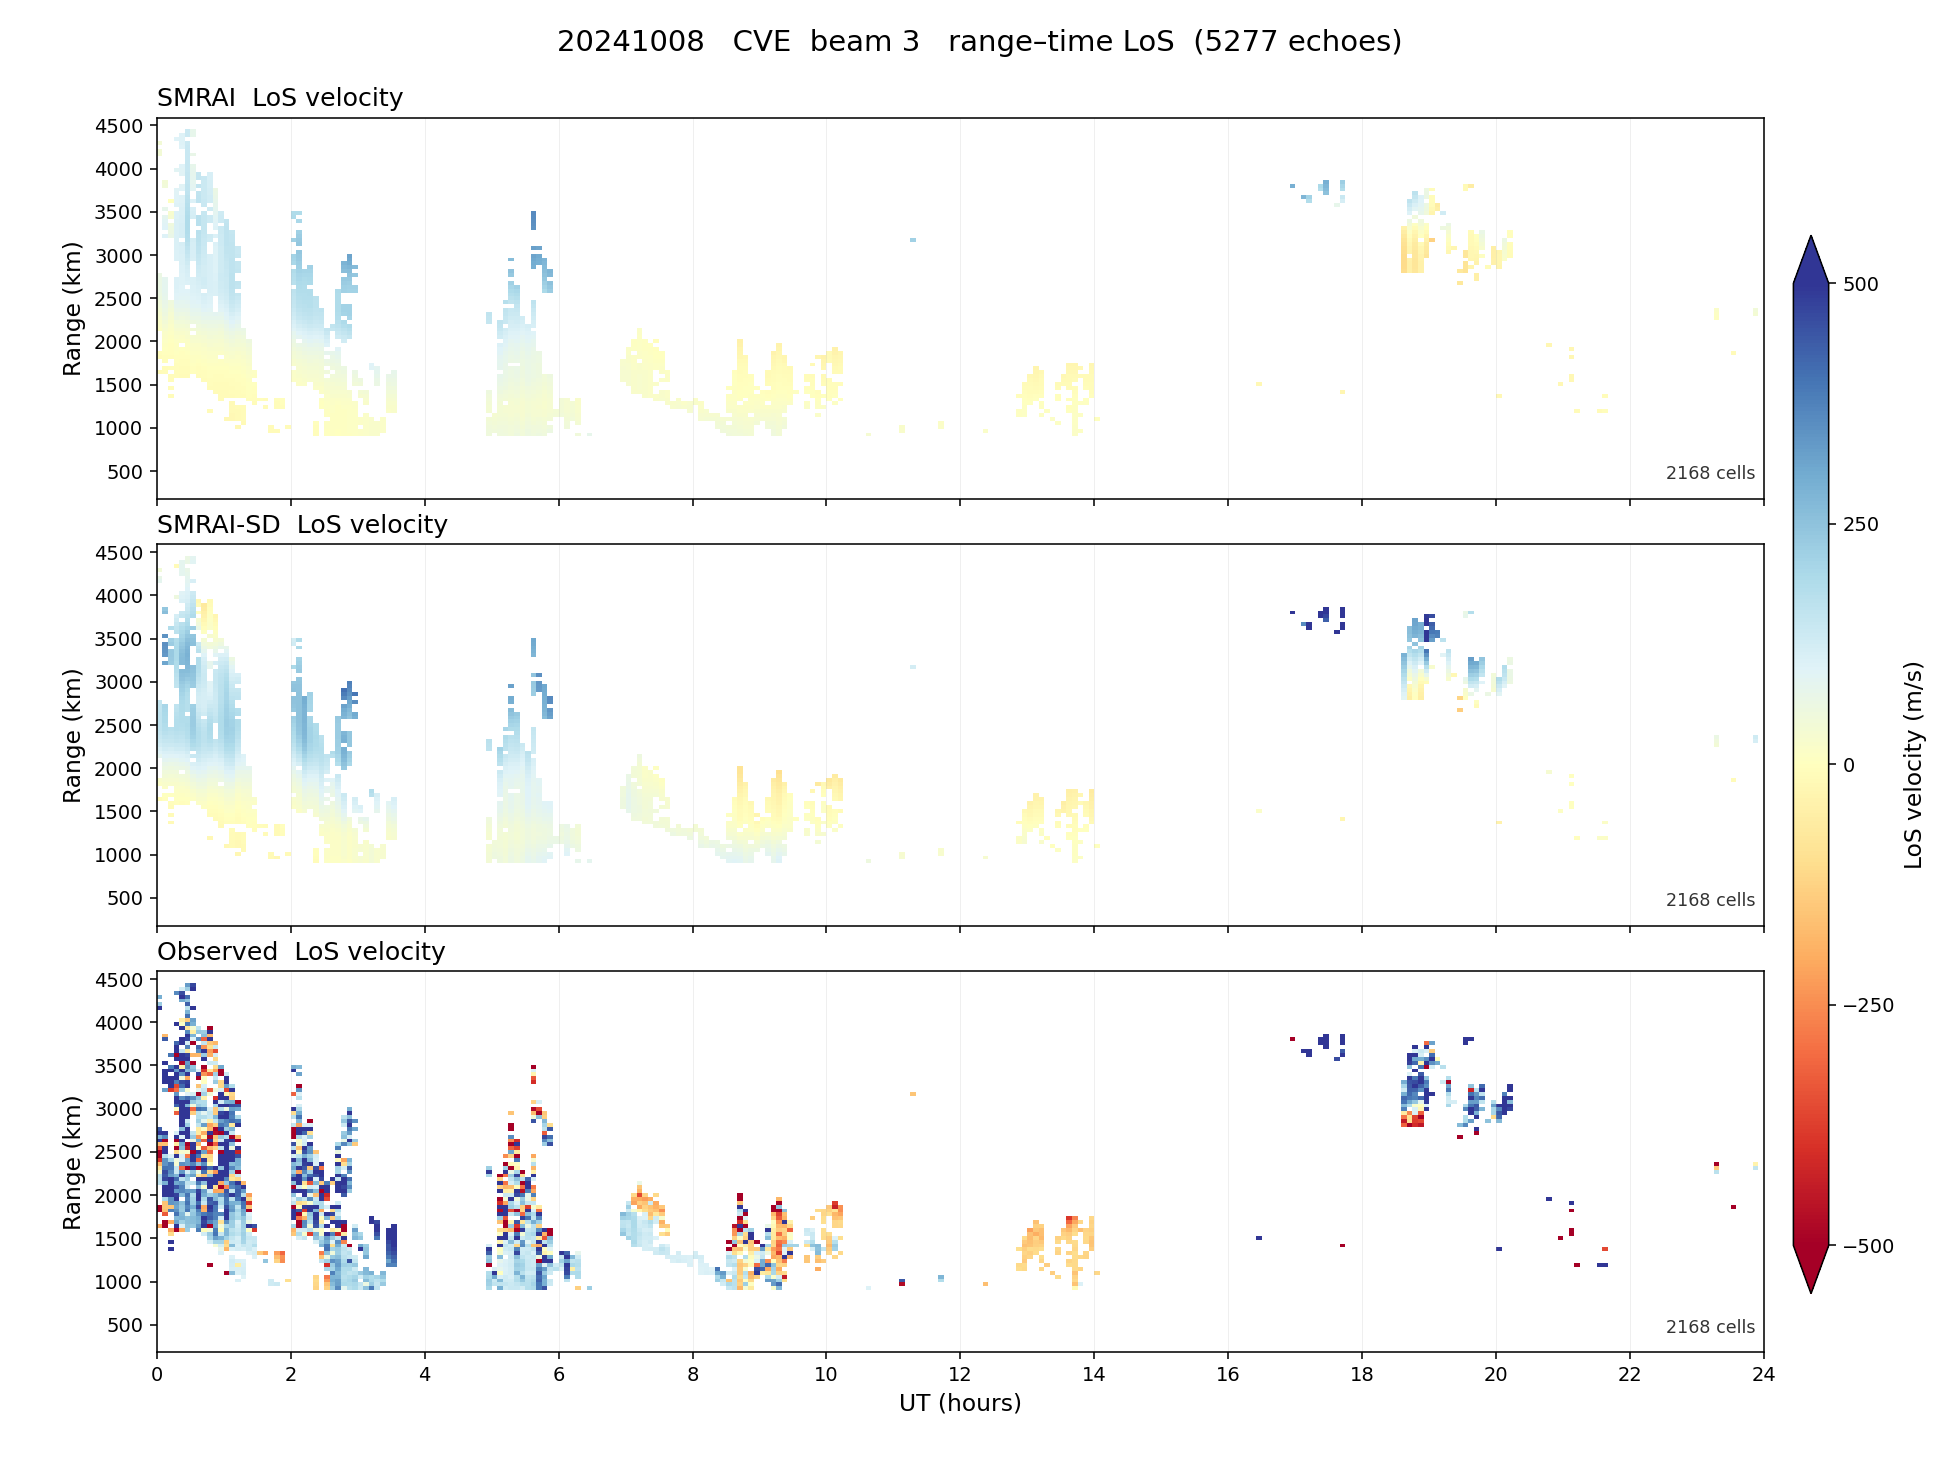 20241008   CVE  beam 3   range–time LoS  (5277 echoes)
SMRAI  LoS velocity
4500
4000
3500
3000
2500
2000
1500
1000
500
Range (km)
2168 cells
SMRAI-SD  LoS velocity
4500
4000
3500
3000
2500
2000
1500
1000
500
Range (km)
2168 cells
Observed  LoS velocity
4500
4000
3500
3000
2500
2000
1500
1000
500
Range (km)
2168 cells
0 2 4 6 8 10 12 14 16 18 20 22 24
UT (hours)
500
250
0
−250
−500
LoS velocity (m/s)